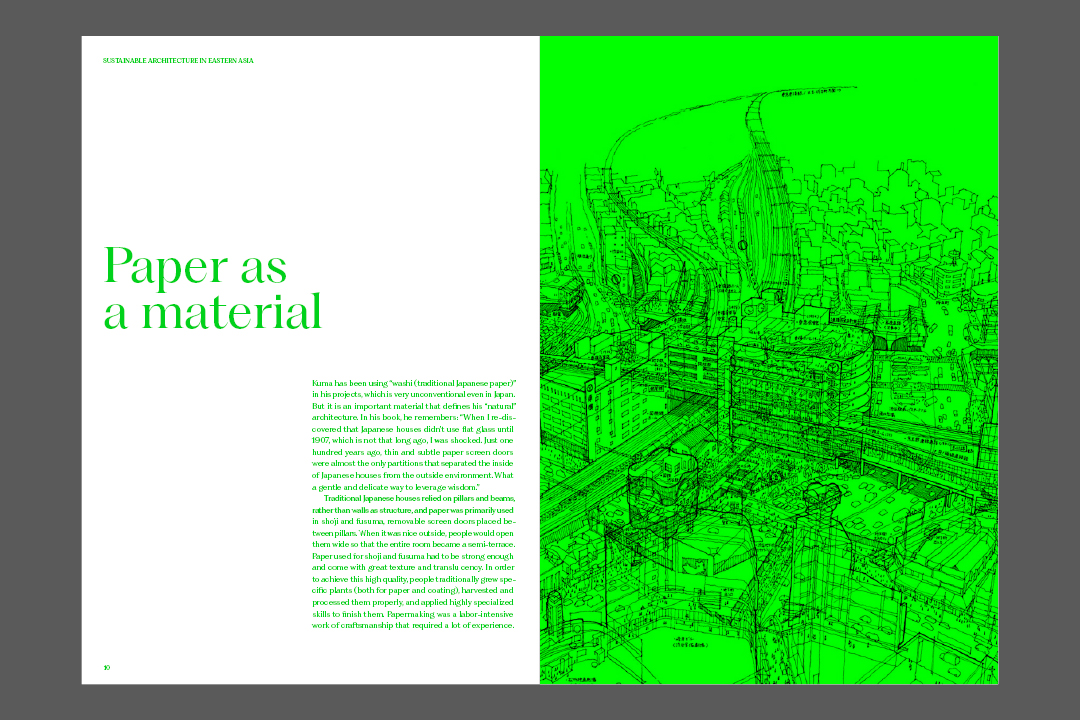 SUSTAINABLE ARCHITECTURE IN EASTERN ASIA
Paper as
a material
Kuma has been using “washi (traditional Japanese paper)”
in his projects, which is very unconventional even in Japan.
But it is an important material that defines his “natural”
architecture. In his book, he remembers: “When I re-dis-
covered that Japanese houses didn’t use flat glass until
1907, which is not that long ago, I was shocked. Just one
hundred years ago, thin and subtle paper screen doors
were almost the only partitions that separated the inside
of Japanese houses from the outside environment. What
a gentle and delicate way to leverage wisdom.”
Traditional Japanese houses relied on pillars and beams,
rather than walls as structure, and paper was primarily used
in shoji and fusuma, removable screen doors placed be-
tween pillars. When it was nice outside, people would open
them wide so that the entire room became a semi-terrace.
Paper used for shoji and fusuma had to be strong enough
and come with great texture and translu cency. In order
to achieve this high quality, people traditionally grew spe-
cific plants (both for paper and coating), harvested and
processed them properly, and applied highly specialized
skills to finish them. Papermaking was a labor-intensive
work of craftsmanship that required a lot of experience.
10